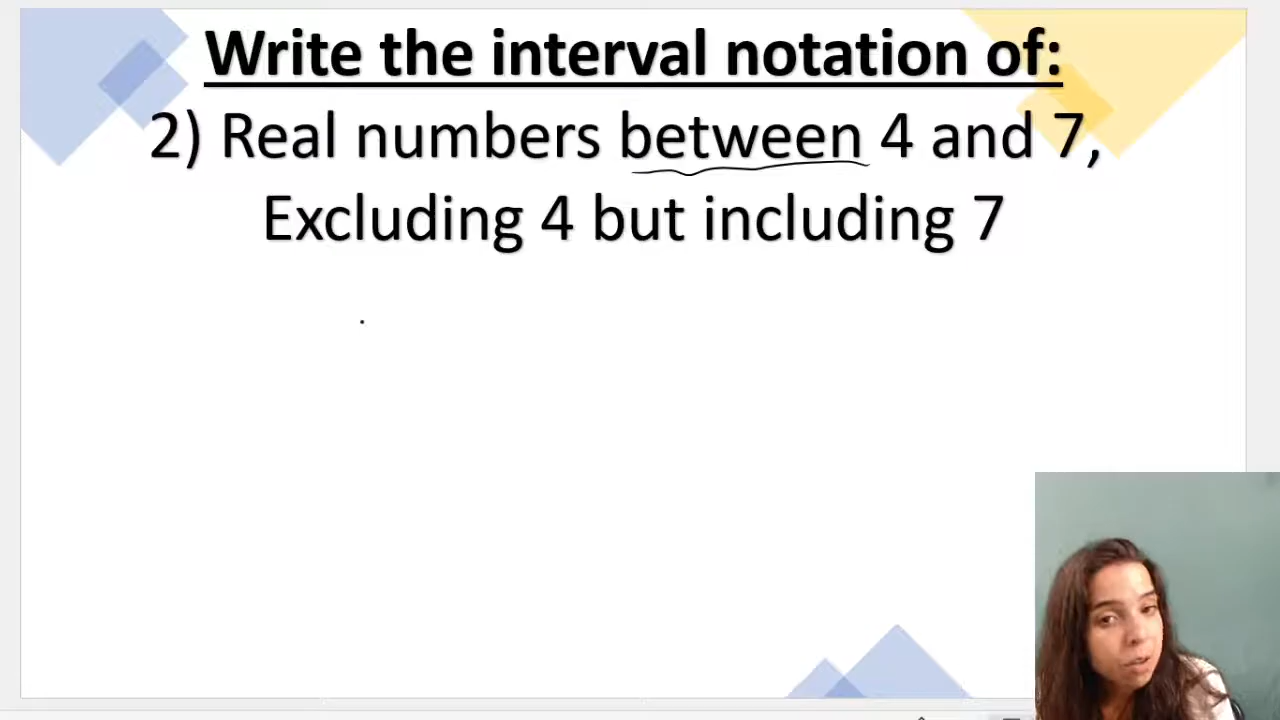 Write the interval notation of:
2) Real numbers between 4 and 7,
Excluding 4 but including 7